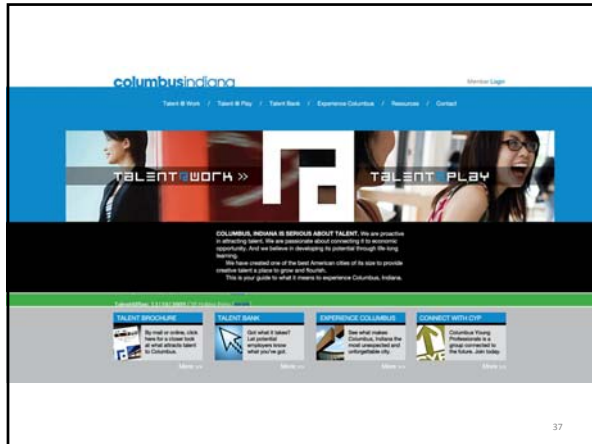 columbusindiana
Member Login
Talent @ Work / Talent @ Play / Talent Bank / Experience Columbus / Resources / Contact
TALENT@WORK >> TALENT@PLAY
COLUMBUS, INDIANA IS SERIOUS ABOUT TALENT. We are proactive
in attracting talent. We are passionate about connecting it to economic
opportunity. And we believe in developing its potential through life-long
learning.
We have created one of the best American cities of its size to provide
creative talent a place to grow and flourish.
This is your guide to what it means to experience Columbus, Indiana.
TALENT BROCHURE
By mail or online, click
here for a closer look
at what attracts talent
to Columbus.
More >>
TALENT BANK
Got what it takes?
Let potential
employers know
what you've got.
More >>
EXPERIENCE COLUMBUS
See what makes
Columbus, Indiana the
most unexpected and
unforgettable city.
More >>
CONNECT WITH CYP
CYP
Columbus Young
Professionals is a
group connected to
the future. Join today.
More >>
37